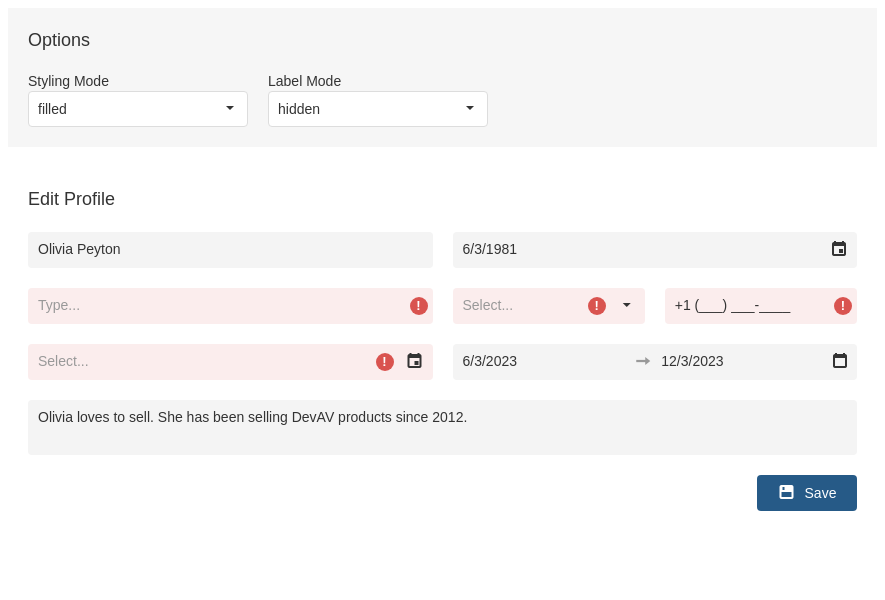 Options
Styling Mode Label Mode
filled hidden
Edit Profile
Olivia Peyton 6/3/1981
Type... Select... +1 (___) ___-____
Select... 6/3/2023 12/3/2023
Olivia loves to sell. She has been selling DevAV products since 2012.
Save